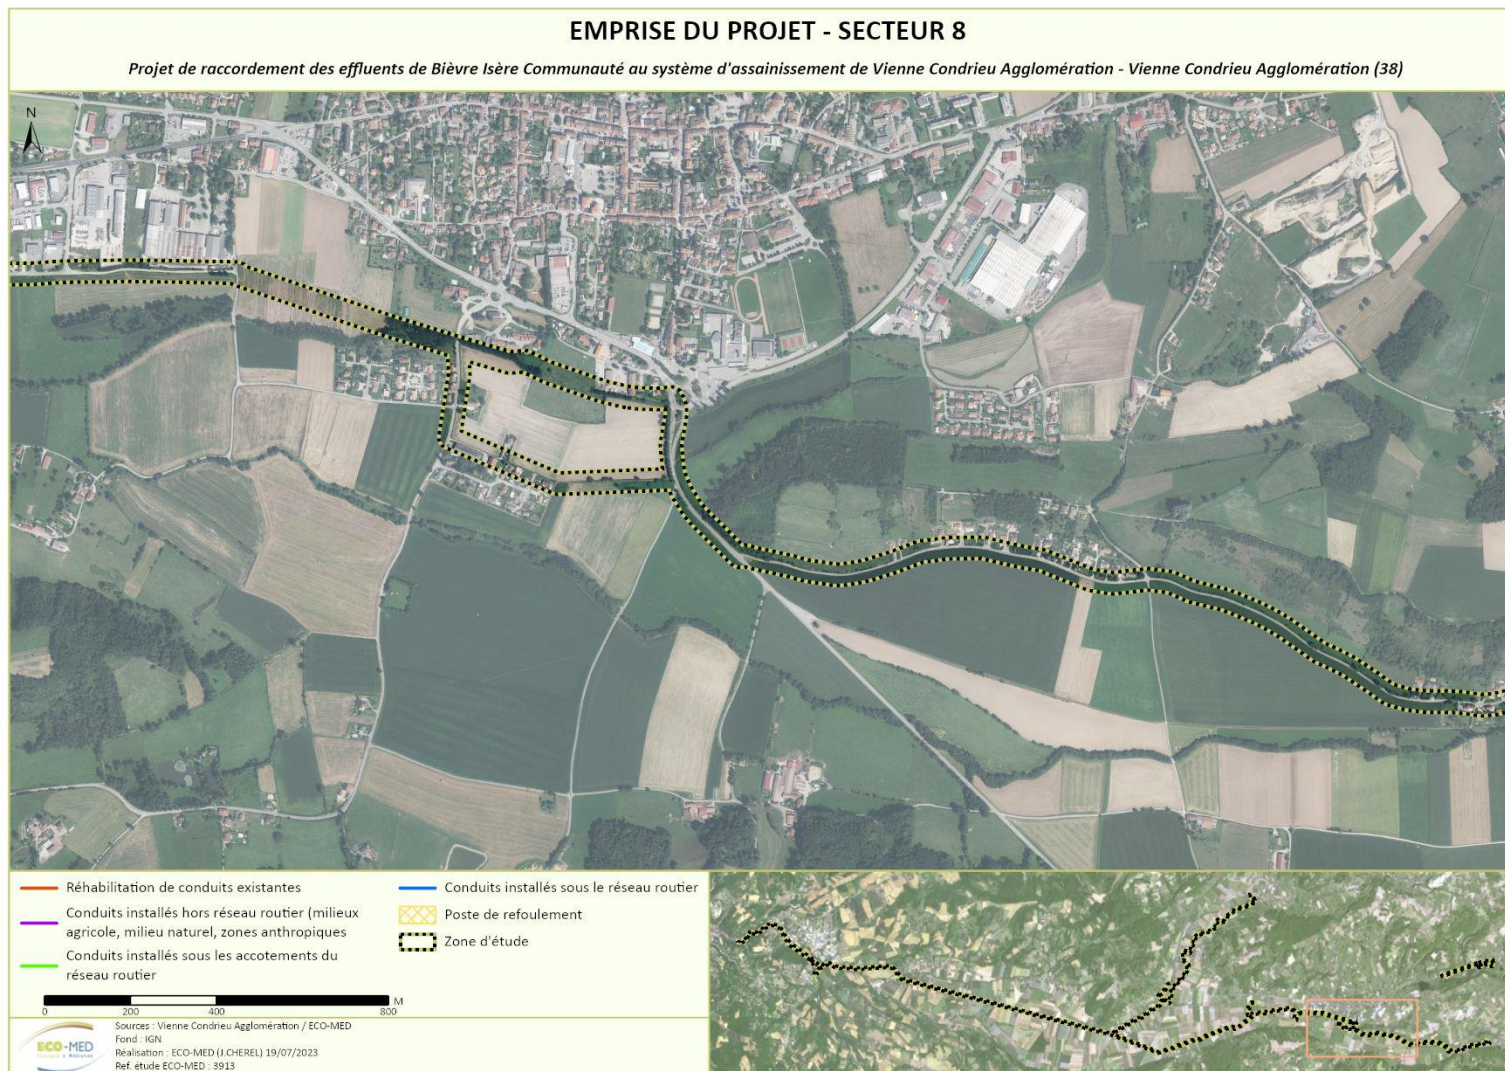 EMPRISE DU PROJET - SECTEUR 8
Projet de raccordement des effluents de Bièvre Isère Communauté au système d'assainissement de Vienne Condrieu Agglomération - Vienne Condrieu Agglomération (38)
N
Réhabilitation de conduits existantes
Conduits installés hors réseau routier (milieux
agricole, milieu naturel, zones anthropiques
Conduits installés sous les accotements du
réseau routier
Conduits installés sous le réseau routier
Poste de refoulement
Zone d'étude
M
0 200 400 800
ECO-MED
Ecologie & Médiation
Sources : Vienne Condrieu Agglomération / ECO-MED
Fond : IGN
Réalisation : ECO-MED (J.CHEREL) 19/07/2023
Ref. étude ECO-MED : 3913